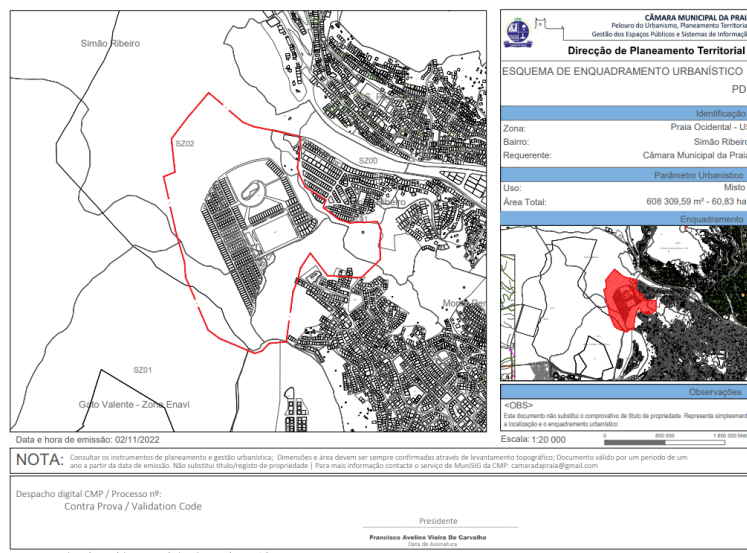 Simão Ribeiro
SZ02
SZ00
SZ01
Gato Valente - Zona Enavi
CÂMARA MUNICIPAL DA PRAI
Pelouro do Urbanismo, Planeamento Territoria
Gestão dos Espaços Públicos e Sistemas de Informaçã
Direcção de Planeamento Territorial
ESQUEMA DE ENQUADRAMENTO URBANÍSTICO
PD
Identificação
Zona: Praia Ocidental - US
Bairro: Simão Ribeiro
Requerente: Câmara Municipal da Praia
Parâmetro Urbanístico
Uso: Misto
Área Total: 608 309,59 m² - 60,83 ha
Enquadramento
Observações
<OBS>
Este documento não substitui o comprovativo de título de propriedade. Representa simplesment
a localização e o enquadramento urbanístico
Escala: 1:20 000
0 800 000 1 600 000 Met
Data e hora de emissão: 02/11/2022
NOTA: Consultar os instrumentos de planeamento e gestão urbanística; Dimensões e área devem ser sempre confirmadas através de levantamento topográfico; Documento válido por um periodo de um
ano a partir da data de emissão. Não substitui título/registo de propriedade | Para mais informação contacte o serviço de MuniSIG da CMP: camaradapraia@gmail.com
Despacho digital CMP / Processo nº:
Contra Prova / Validation Code
Presidente
Francisco Avelino Vieira De Carvalho
Data de Assinatura